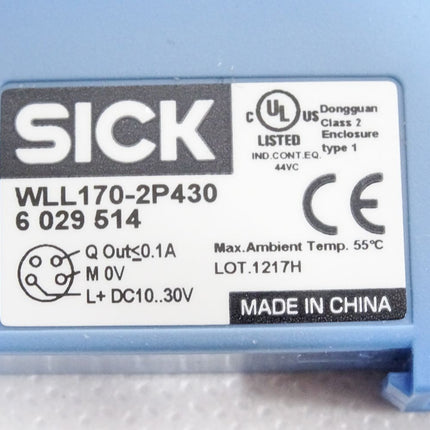 SICK
WLL170-2P430
6 029 514
Q Out≤0.1A
M 0V
L+ DC10..30V
C UL US
LISTED
IND.CONT.EQ.
44VC
Dongguan
Class 2
Enclosure
type 1
CE
Max.Ambient Temp. 55°C
LOT.1217H
MADE IN CHINA